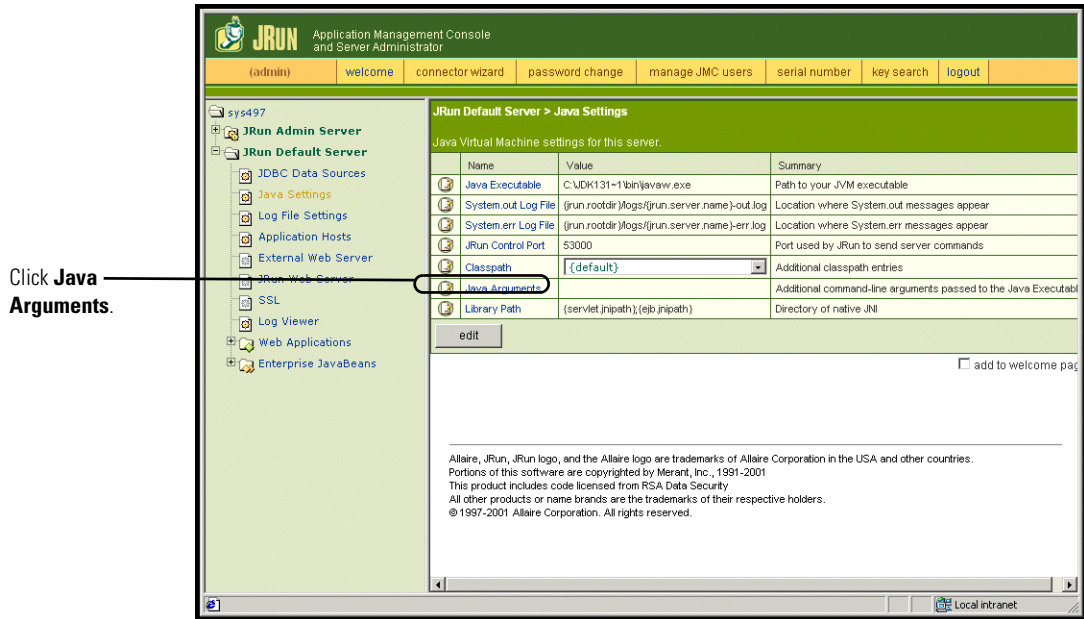 JRUN
Application Management Console
and Server Administrator
(admin)
welcome
connector wizard
password change
manage JMC users
serial number
key search
logout
sys497
JRun Admin Server
JRun Default Server
JDBC Data Sources
Java Settings
Log File Settings
Application Hosts
External Web Server
JRun Web Server
SSL
Log Viewer
Web Applications
Enterprise JavaBeans
Click Java
Arguments.
JRun Default Server > Java Settings
Java Virtual Machine settings for this server.
Name Value Summary
Java Executable C:\JDK131~1\bin\javaw.exe Path to your JVM executable
System.out Log File {jrun.rootdir}/logs/{jrun.server.name}-out.log Location where System.out messages appear
System.err Log File {jrun.rootdir}/logs/{jrun.server.name}-err.log Location where System.err messages appear
JRun Control Port 53000 Port used by JRun to send server commands
Classpath {default} Additional classpath entries
Java Arguments Additional command-line arguments passed to the Java Executabl
Library Path {servlet.jnipath};{ejb.jnipath} Directory of native JNI
edit
add to welcome pag
Allaire, JRun, JRun logo, and the Allaire logo are trademarks of Allaire Corporation in the USA and other countries.
Portions of this software are copyrighted by Merant, Inc., 1991-2001
This product includes code licensed from RSA Data Security
All other products or name brands are the trademarks of their respective holders.
© 1997-2001 Allaire Corporation. All rights reserved.
Local intranet